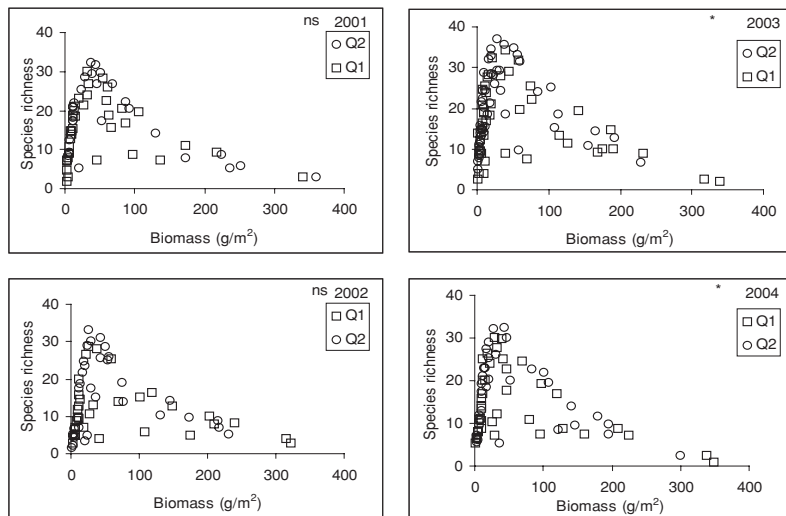 ns 2001
Q2
Q1
Species richness
40
30
20
10
0
0 100 200 300 400
Biomass (g/m²)
* 2003
Q2
Q1
Species richness
40
30
20
10
0
0 100 200 300 400
Biomass (g/m²)
ns 2002
Q1
Q2
Species richness
40
30
20
10
0
0 100 200 300 400
Biomass (g/m²)
* 2004
Q1
Q2
Species richness
40
30
20
10
0
0 100 200 300 400
Biomass (g/m²)